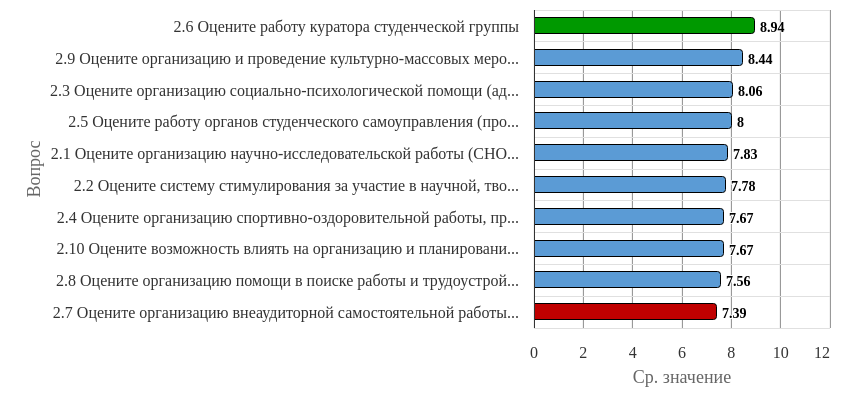 2.6 Оцените работу куратора студенческой группы 8.94
2.9 Оцените организацию и проведение культурно-массовых меро... 8.44
2.3 Оцените организацию социально-психологической помощи (ад... 8.06
2.5 Оцените работу органов студенческого самоуправления (про... 8
2.1 Оцените организацию научно-исследовательской работы (СНО... 7.83
2.2 Оцените систему стимулирования за участие в научной, тво... 7.78
2.4 Оцените организацию спортивно-оздоровительной работы, пр... 7.67
2.10 Оцените возможность влиять на организацию и планировани... 7.67
2.8 Оцените организацию помощи в поиске работы и трудоустрой... 7.56
2.7 Оцените организацию внеаудиторной самостоятельной работы... 7.39
Вопрос
0 2 4 6 8 10 12
Ср. значение